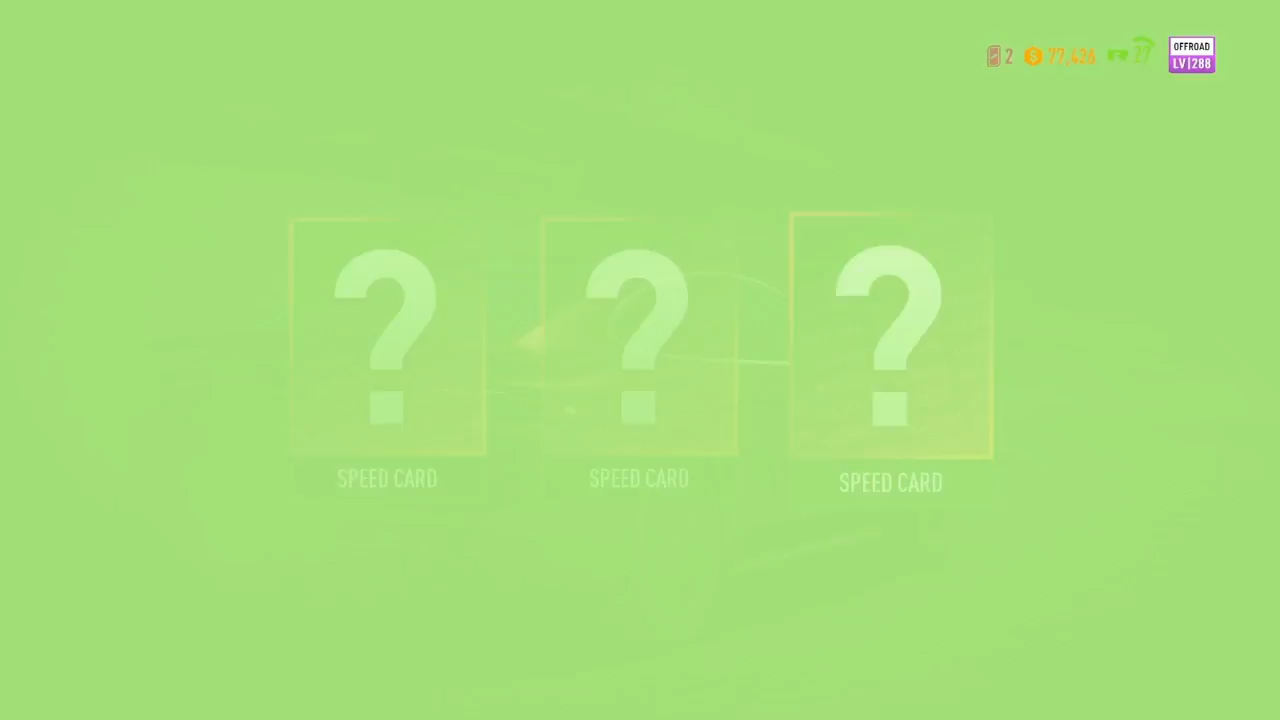 2
77,426
27
OFFROAD
LV|288
?
?
?
SPEED CARD
SPEED CARD
SPEED CARD